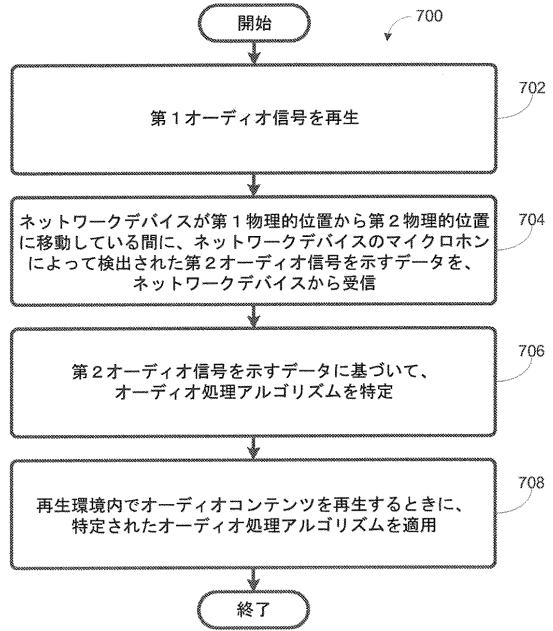 開始
700
第1オーディオ信号を再生
702
ネットワークデバイスが第1物理的位置から第2物理的位置
に移動している間に、ネットワークデバイスのマイクロホン
によって検出された第2オーディオ信号を示すデータを、
ネットワークデバイスから受信
704
第2オーディオ信号を示すデータに基づいて、
オーディオ処理アルゴリズムを特定
706
再生環境内でオーディオコンテンツを再生するときに、
特定されたオーディオ処理アルゴリズムを適用
708
終了